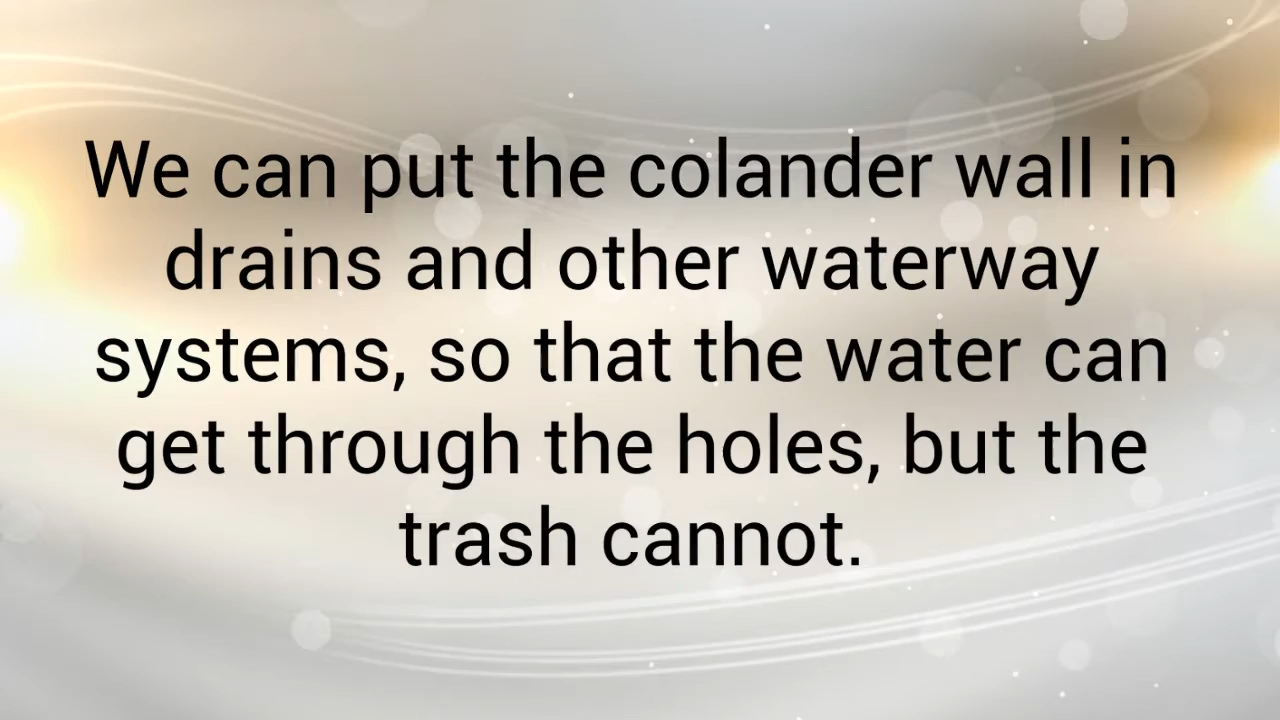 We can put the colander wall in
drains and other waterway
systems, so that the water can
get through the holes, but the
trash cannot.